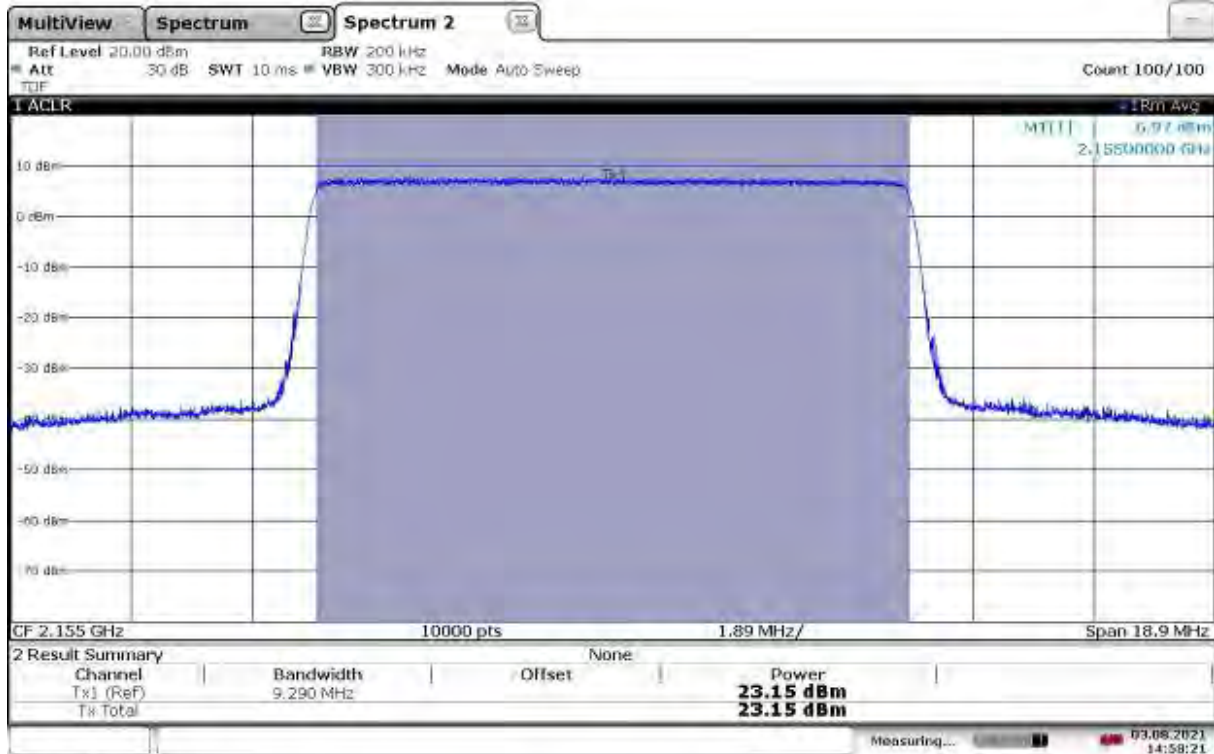 MultiView Spectrum Spectrum 2
Ref Level 20.00 dBm RBW 200 kHz
Att 30 dB SWT 10 ms VBW 300 kHz Mode Auto Sweep Count 100/100
TDF
1 ACLR 1Rm Avg
M1[1] 6.97 dBm
2.15500000 GHz
10 dBm
Tx1
0 dBm
-10 dBm
-20 dBm
-30 dBm
-50 dBm
-60 dBm
-70 dBm
CF 2.155 GHz 10000 pts 1.89 MHz/ Span 18.9 MHz
2 Result Summary None
Channel Bandwidth Offset Power
Tx1 (Ref) 9.290 MHz 23.15 dBm
Tx Total 23.15 dBm
Measuring... 03.08.2021
14:58:21